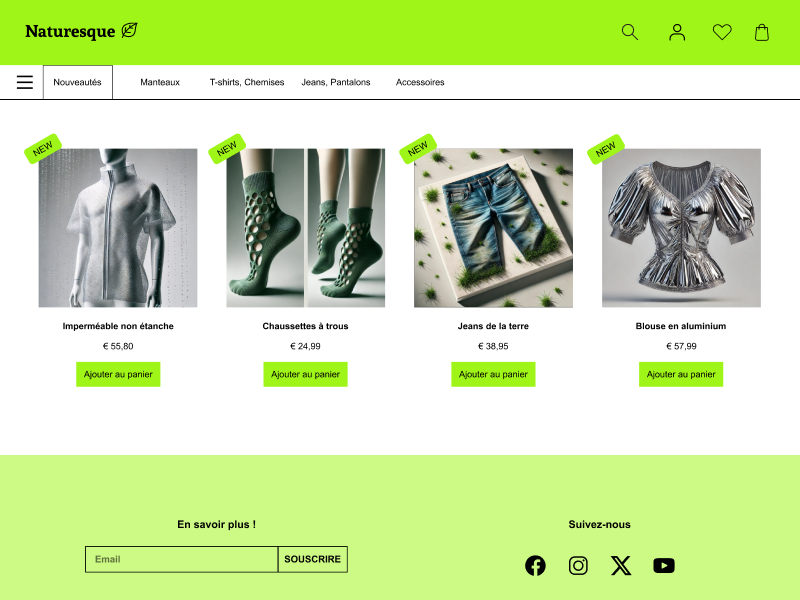 Naturesque
Nouveautés
Manteaux
T-shirts, Chemises
Jeans, Pantalons
Accessoires
NEW
NEW
NEW
NEW
Imperméable non étanche
Chaussettes à trous
Jeans de la terre
Blouse en aluminium
€ 55,80
€ 24,99
€ 38,95
€ 57,99
Ajouter au panier
Ajouter au panier
Ajouter au panier
Ajouter au panier
En savoir plus !
Suivez-nous
Email
SOUSCRIRE